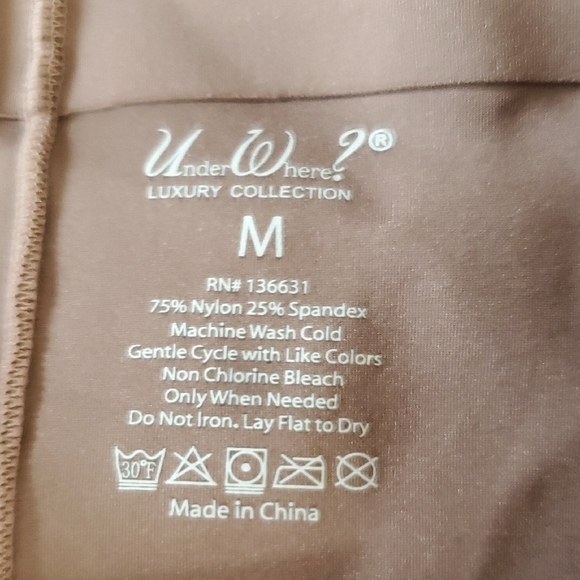 UnderWhere?®
LUXURY COLLECTION
M
RN# 136631
75% Nylon 25% Spandex
Machine Wash Cold
Gentle Cycle with Like Colors
Non Chlorine Bleach
Only When Needed
Do Not Iron. Lay Flat to Dry
30°F
Made in China